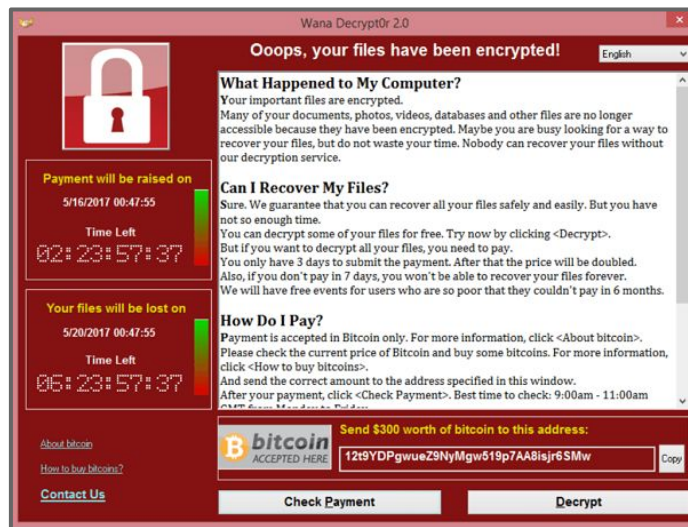 Wana Decrypt0r 2.0
Ooops, your files have been encrypted!
English
What Happened to My Computer?
Your important files are encrypted.
Many of your documents, photos, videos, databases and other files are no longer
accessible because they have been encrypted. Maybe you are busy looking for a way to
recover your files, but do not waste your time. Nobody can recover your files without
our decryption service.
Can I Recover My Files?
Sure. We guarantee that you can recover all your files safely and easily. But you have
not so enough time.
You can decrypt some of your files for free. Try now by clicking <Decrypt>.
But if you want to decrypt all your files, you need to pay.
You only have 3 days to submit the payment. After that the price will be doubled.
Also, if you don't pay in 7 days, you won't be able to recover your files forever.
We will have free events for users who are so poor that they couldn't pay in 6 months.
How Do I Pay?
Payment is accepted in Bitcoin only. For more information, click <About bitcoin>.
Please check the current price of Bitcoin and buy some bitcoins. For more information,
click <How to buy bitcoins>.
And send the correct amount to the address specified in this window.
After your payment, click <Check Payment>. Best time to check: 9:00am - 11:00am
GMT from Monday to Friday.
Payment will be raised on
5/16/2017 00:47:55
Time Left
02:23:57:37
Your files will be lost on
5/20/2017 00:47:55
Time Left
06:23:57:37
About bitcoin
How to buy bitcoins?
Contact Us
bitcoin
ACCEPTED HERE
Send $300 worth of bitcoin to this address:
12t9YDPgwueZ9NyMgw519p7AA8isjr6SMw
Copy
Check Payment
Decrypt